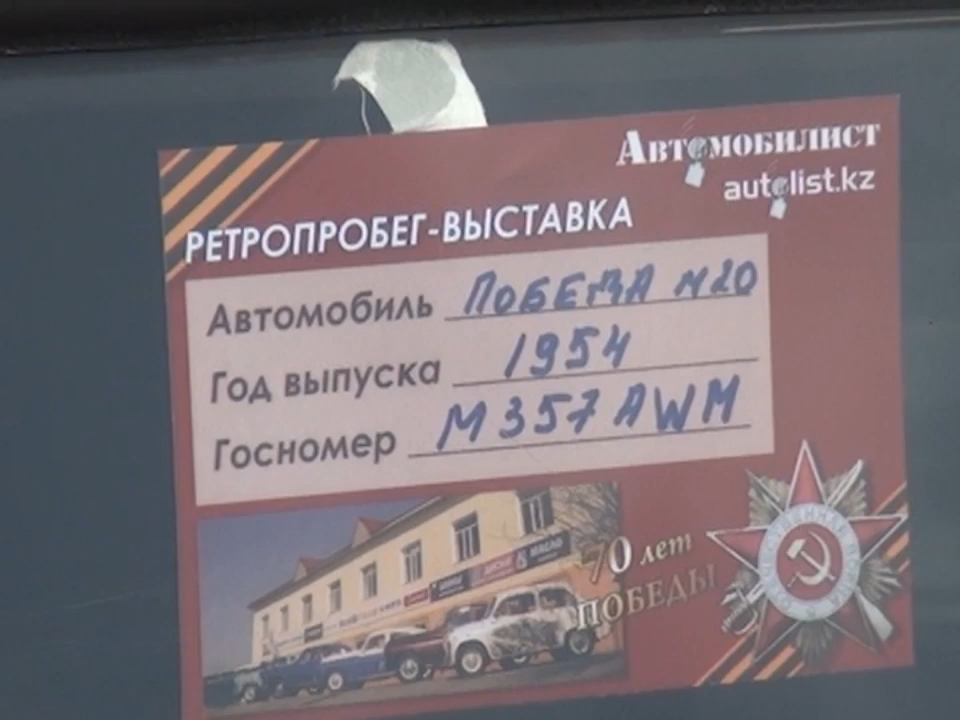 Автомобилист
autolist.kz
РЕТРОПРОБЕГ-ВЫСТАВКА
Автомобиль ПОБЕДА М20
Год выпуска 1954
Госномер М357AWM
70 лет
ПОБЕДЫ